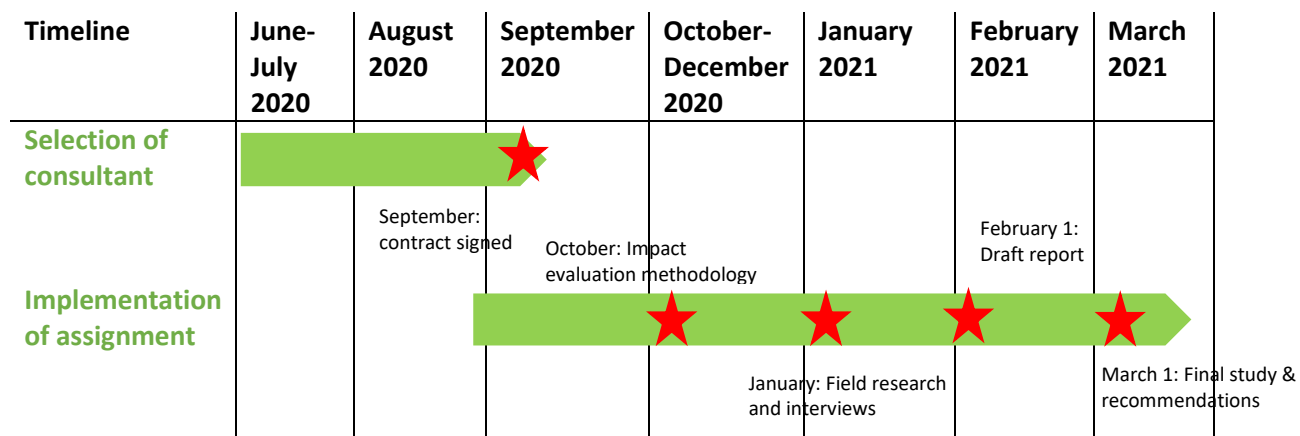 Timeline
June-
July
2020
August
2020
September
2020
October-
December
2020
January
2021
February
2021
March
2021
Selection of
consultant
September:
contract signed
October: Impact
evaluation methodology
February 1:
Draft report
Implementation
of assignment
January: Field research
and interviews
March 1: Final study &
recommendations